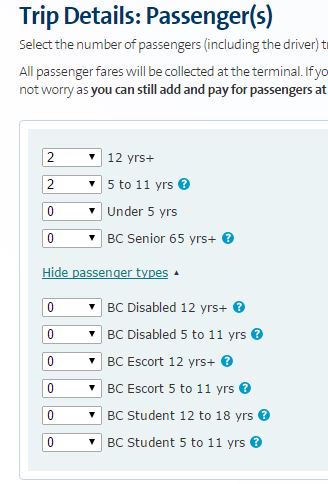 Trip Details: Passenger(s)
Select the number of passengers (including the driver)
All passenger fares will be collected at the terminal. If
not worry as you can still add and pay for passengers at
2 12 yrs+
2 5 to 11 yrs ?
0 Under 5 yrs
0 BC Senior 65 yrs+ ?
Hide passenger types
0 BC Disabled 12 yrs+ ?
0 BC Disabled 5 to 11 yrs ?
0 BC Escort 12 yrs+ ?
0 BC Escort 5 to 11 yrs ?
0 BC Student 12 to 18 yrs ?
0 BC Student 5 to 11 yrs ?